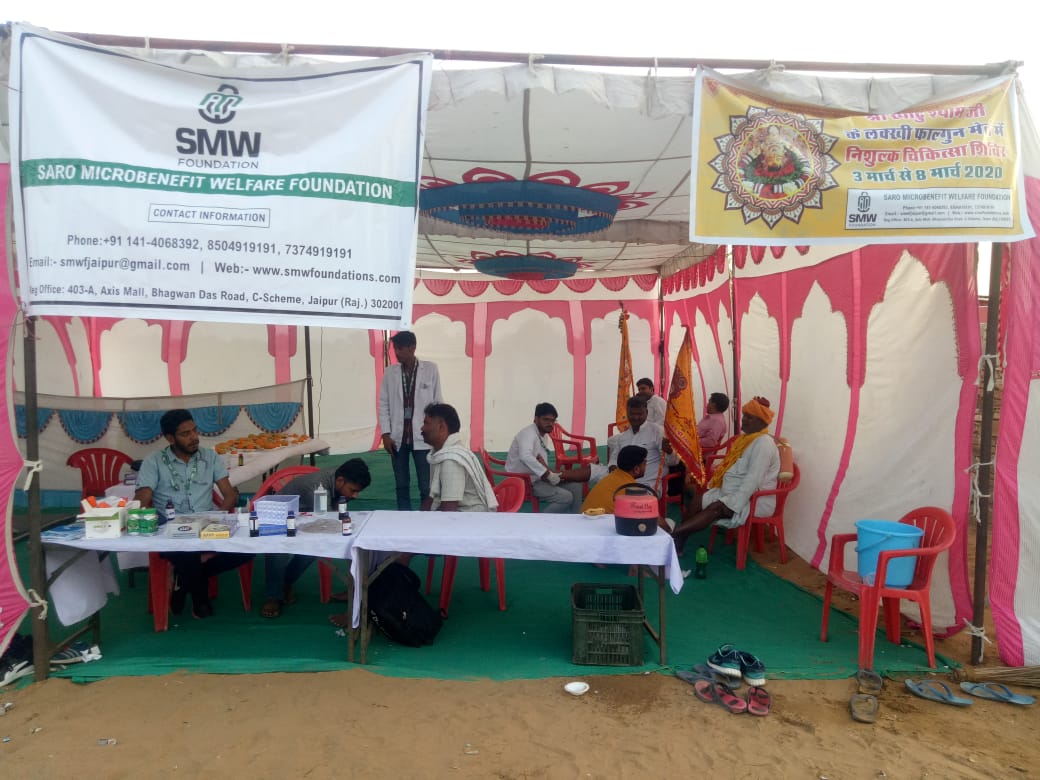 SMW
FOUNDATION
SARO MICROBENEFIT WELFARE FOUNDATION
CONTACT INFORMATION
Phone:+91 141-4068392, 8504919191, 7374919191
Email:- smwfjaipur@gmail.com | Web:- www.smwfoundations.com
Reg Office: 403-A, Axis Mall, Bhagwan Das Road, C-Scheme, Jaipur (Raj.) 302001
श्री खाटू श्याम जी
के लक्खी फाल्गुन मेले में
निशुल्क चिकित्सा शिविर
3 मार्च से 8 मार्च 2020
SMW
FOUNDATION
SARO MICROBENEFIT WELFARE FOUNDATION